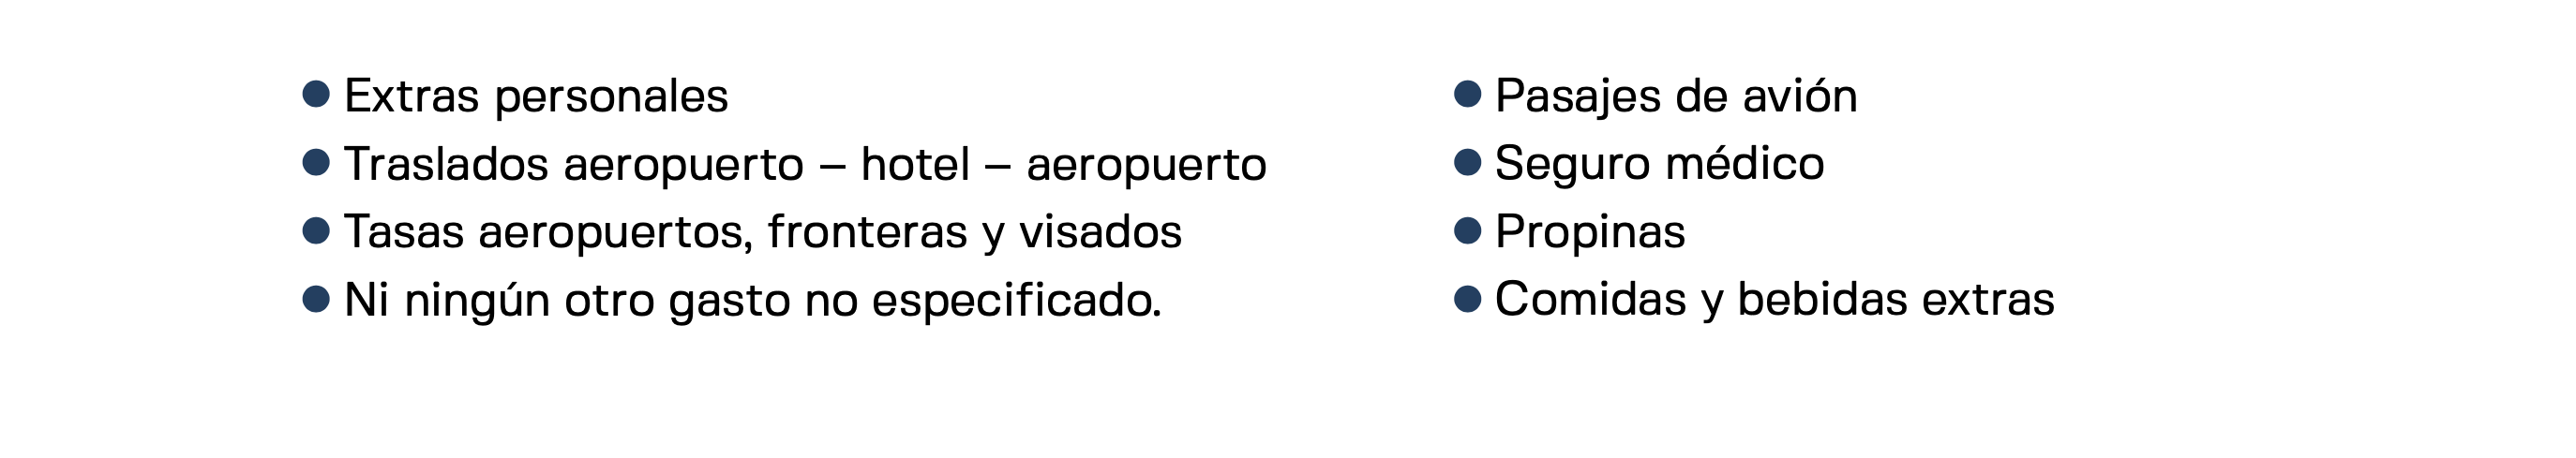 Extras personales
Traslados aeropuerto – hotel – aeropuerto
Tasas aeropuertos, fronteras y visados
Ni ningún otro gasto no especificado.
Pasajes de avión
Seguro médico
Propinas
Comidas y bebidas extras